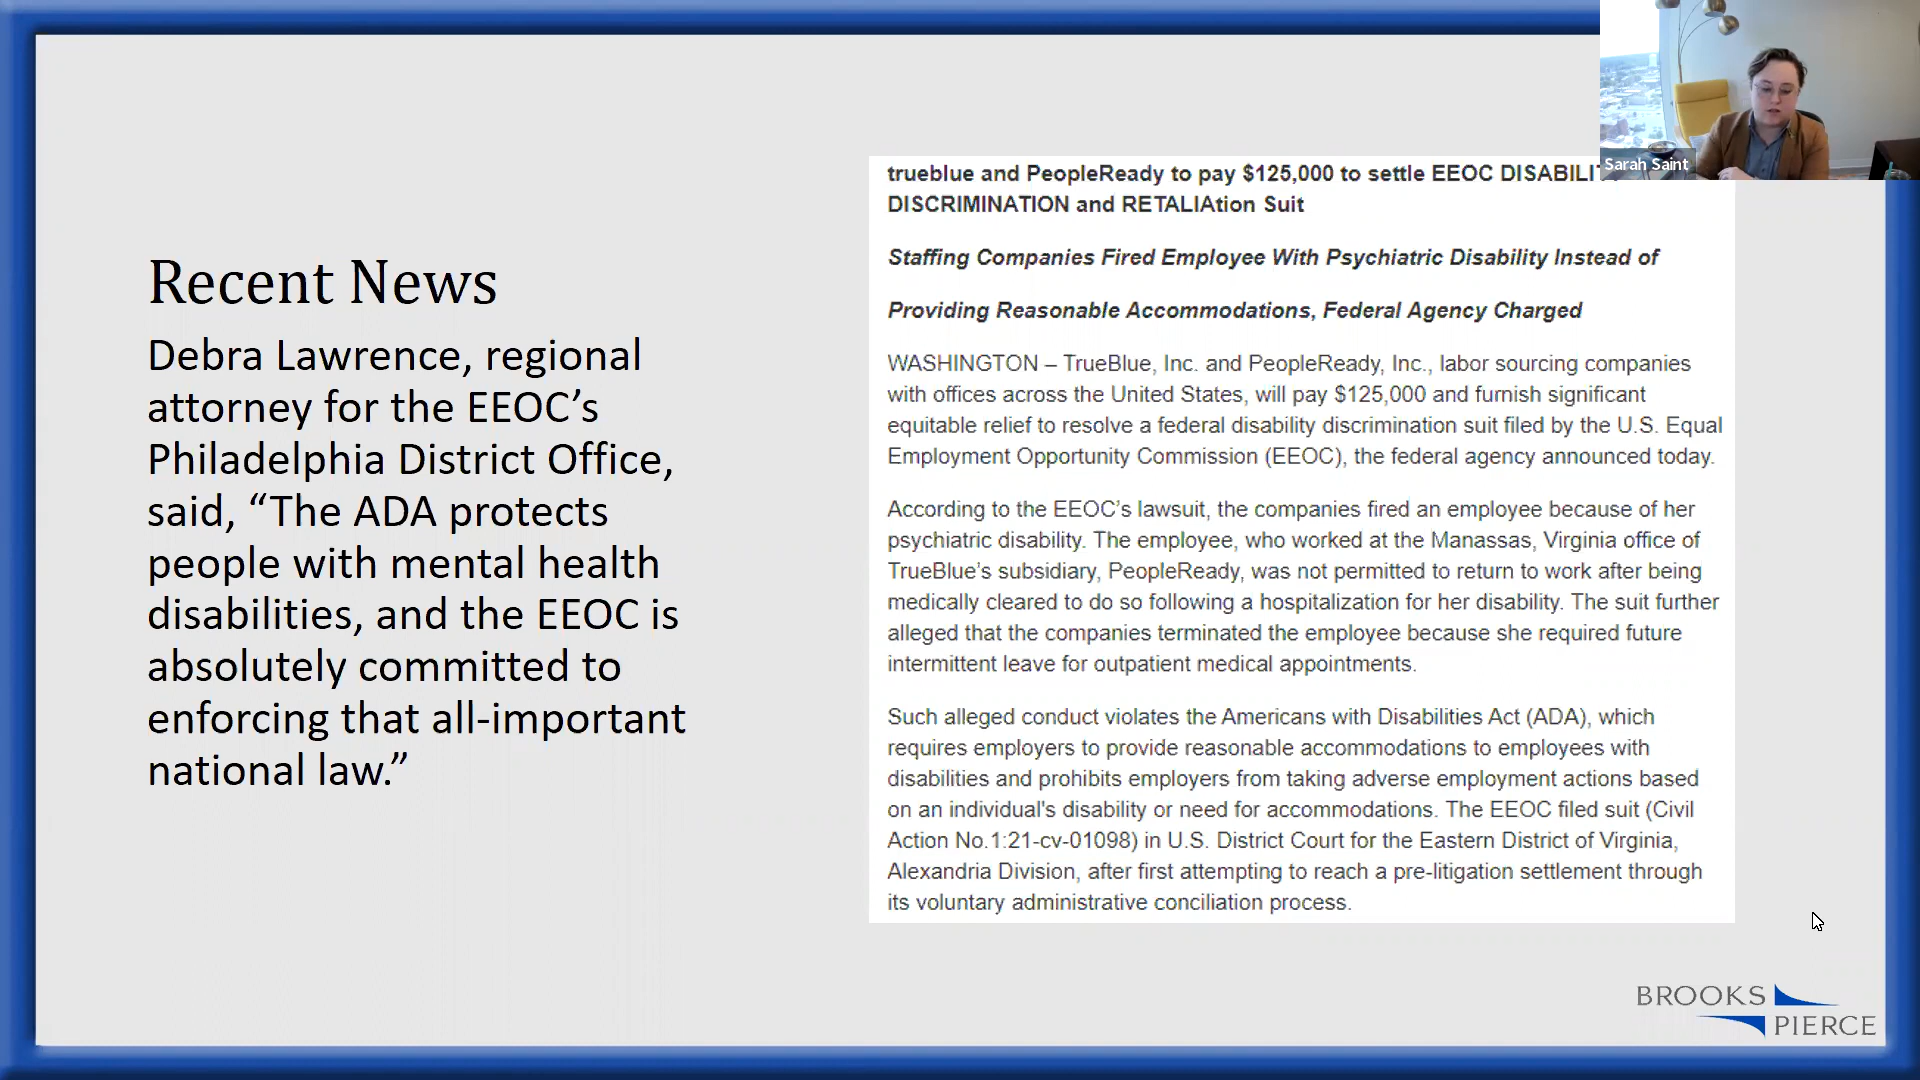 Recent News
Debra Lawrence, regional
attorney for the EEOC’s
Philadelphia District Office,
said, “The ADA protects
people with mental health
disabilities, and the EEOC is
absolutely committed to
enforcing that all-important
national law.”
trueblue and PeopleReady to pay $125,000 to settle EEOC
DISCRIMINATION and RETALIAtion Suit
Staffing Companies Fired Employee With Psychiatric Disability Instead of
Providing Reasonable Accommodations, Federal Agency Charged
WASHINGTON – TrueBlue, Inc. and PeopleReady, Inc., labor sourcing companies
with offices across the United States, will pay $125,000 and furnish significant
equitable relief to resolve a federal disability discrimination suit filed by the U.S. Equal
Employment Opportunity Commission (EEOC), the federal agency announced today.
According to the EEOC’s lawsuit, the companies fired an employee because of her
psychiatric disability. The employee, who worked at the Manassas, Virginia office of
TrueBlue’s subsidiary, PeopleReady, was not permitted to return to work after being
medically cleared to do so following a hospitalization for her disability. The suit further
alleged that the companies terminated the employee because she required future
intermittent leave for outpatient medical appointments.
Such alleged conduct violates the Americans with Disabilities Act (ADA), which
requires employers to provide reasonable accommodations to employees with
disabilities and prohibits employers from taking adverse employment actions based
on an individual's disability or need for accommodations. The EEOC filed suit (Civil
Action No.1:21-cv-01098) in U.S. District Court for the Eastern District of Virginia,
Alexandria Division, after first attempting to reach a pre-litigation settlement through
its voluntary administrative conciliation process.
Sarah Saint
BROOKS
PIERCE